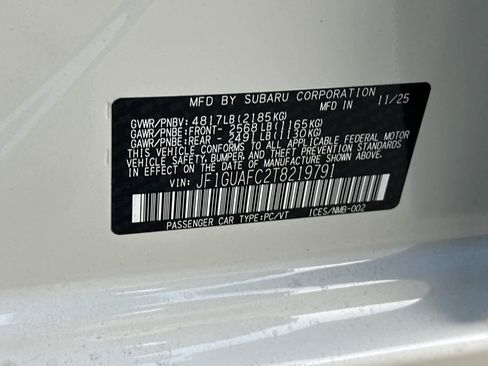 MFD BY SUBARU CORPORATION
MFD IN 11/25
GVWR/PNBV: 4817LB(2185KG)
GAWR/PNBE:FRONT- 2568LB(1165KG)
GAWR/PNBE:REAR - 2491LB(1130KG)
THIS VEHICLE CONFORMS TO ALL APPLICABLE FEDERAL MOTOR
VEHICLE SAFETY, BUMPER, AND THEFT PREVENTION STANDARDS
IN EFFECT ON THE DATE OF MANUFACTURE SHOWN ABOVE.
VIN: JF1GUAFC2T8219791
PASSENGER CAR TYPE:PC/VT ICES/NMB-002